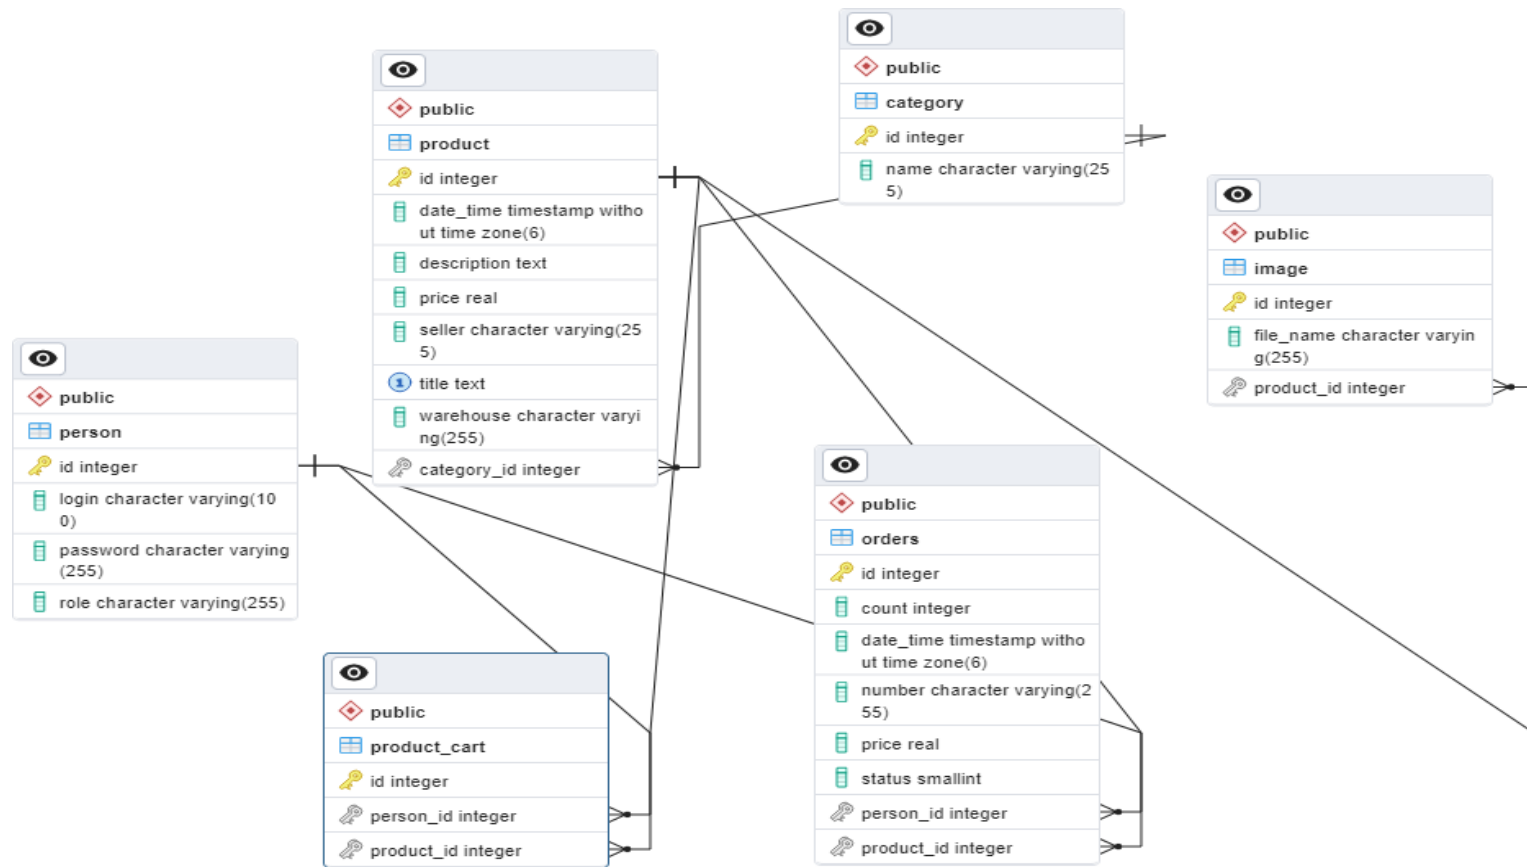 public
category
id integer
name character varying(25
5)
public
product
id integer
date_time timestamp witho
ut time zone(6)
description text
price real
seller character varying(25
5)
1 title text
warehouse character varyi
ng(255)
category_id integer
public
image
id integer
file_name character varyin
g(255)
product_id integer
public
person
id integer
login character varying(10
0)
password character varying
(255)
role character varying(255)
public
orders
id integer
count integer
date_time timestamp witho
ut time zone(6)
number character varying(2
55)
price real
status smallint
person_id integer
product_id integer
public
product_cart
id integer
person_id integer
product_id integer